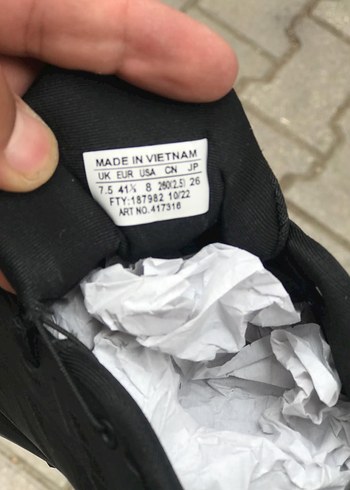 MADE IN VIETNAM
UK EUR USA CN JP
7.5 41⅓ 8 260(2.5) 26
FTY:187982 10/22
ART NO.417316